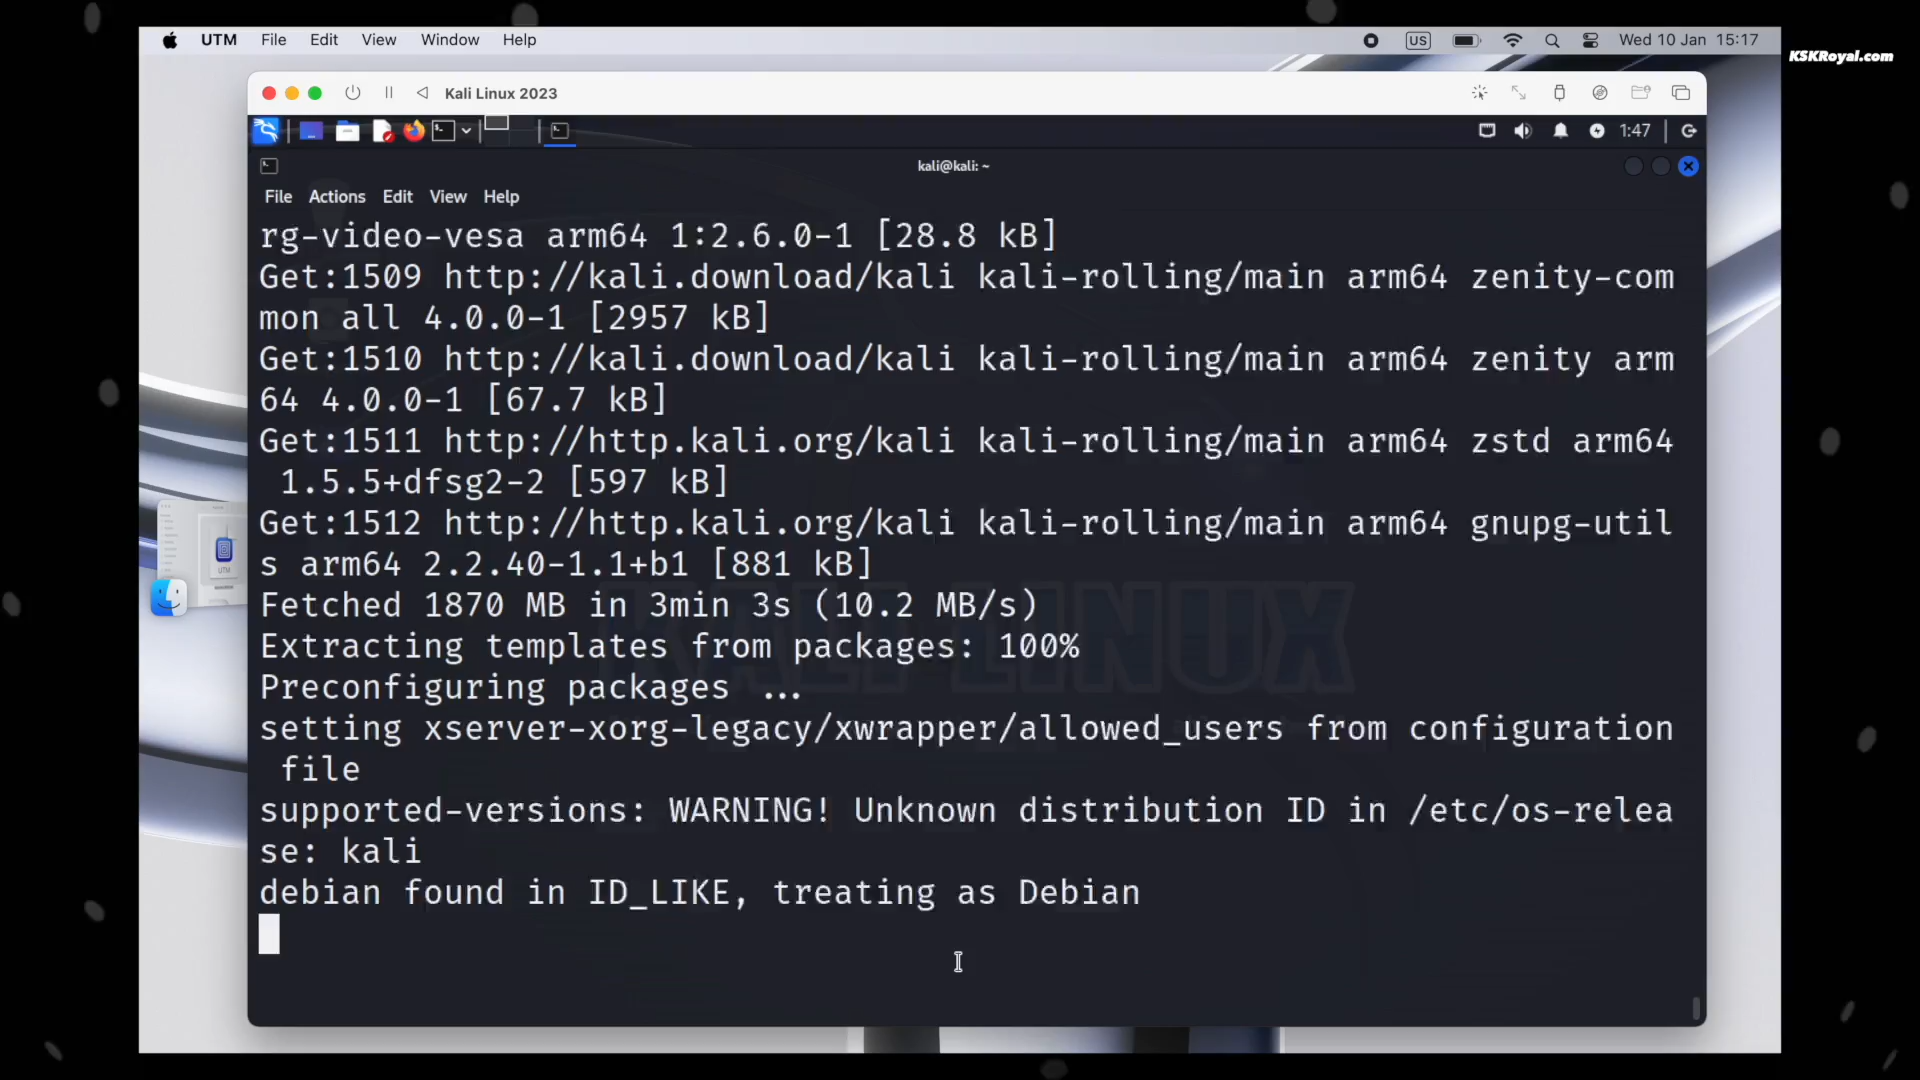 UTM File Edit View Window Help US Wed 10 Jan 15:17
KSKRoyal.com
Kali Linux 2023
1:47
kali@kali: ~
File Actions Edit View Help
rg-video-vesa arm64 1:2.6.0-1 [28.8 kB]
Get:1509 http://kali.download/kali kali-rolling/main arm64 zenity-com
mon all 4.0.0-1 [2957 kB]
Get:1510 http://kali.download/kali kali-rolling/main arm64 zenity arm
64 4.0.0-1 [67.7 kB]
Get:1511 http://http.kali.org/kali kali-rolling/main arm64 zstd arm64
1.5.5+dfsg2-2 [597 kB]
Get:1512 http://http.kali.org/kali kali-rolling/main arm64 gnupg-util
s arm64 2.2.40-1.1+b1 [881 kB]
Fetched 1870 MB in 3min 3s (10.2 MB/s)
Extracting templates from packages: 100%
Preconfiguring packages ...
setting xserver-xorg-legacy/xwrapper/allowed_users from configuration
file
supported-versions: WARNING! Unknown distribution ID in /etc/os-relea
se: kali
debian found in ID_LIKE, treating as Debian
KALI LINUX
UTM